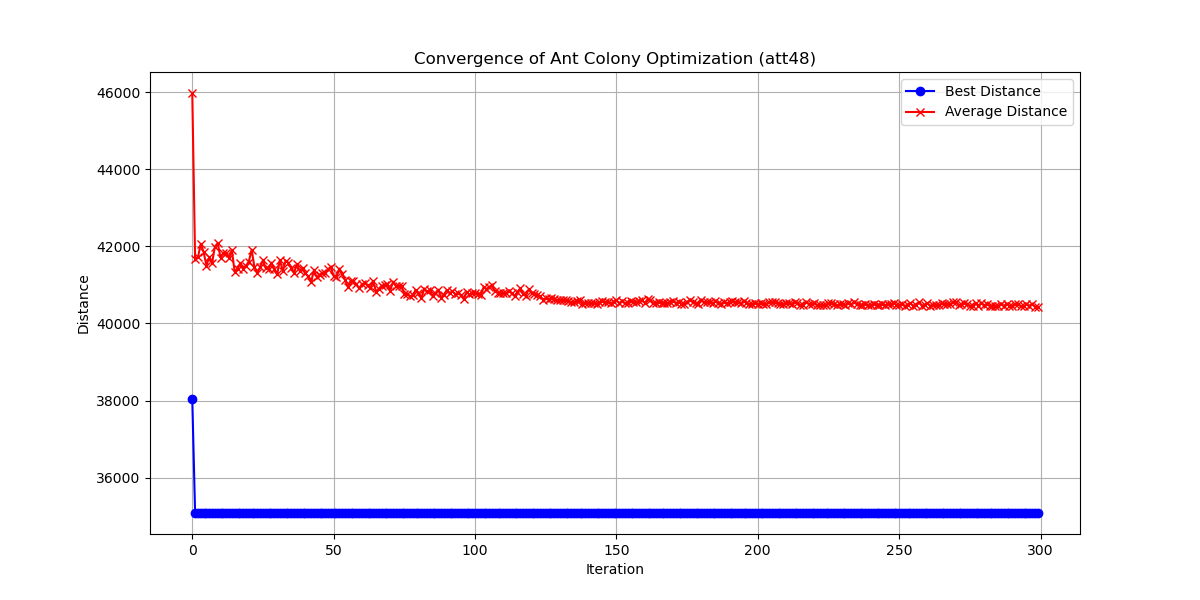 Convergence of Ant Colony Optimization (att48)
Best Distance
Average Distance
46000
44000
42000
40000
38000
36000
Distance
0 50 100 150 200 250 300
Iteration